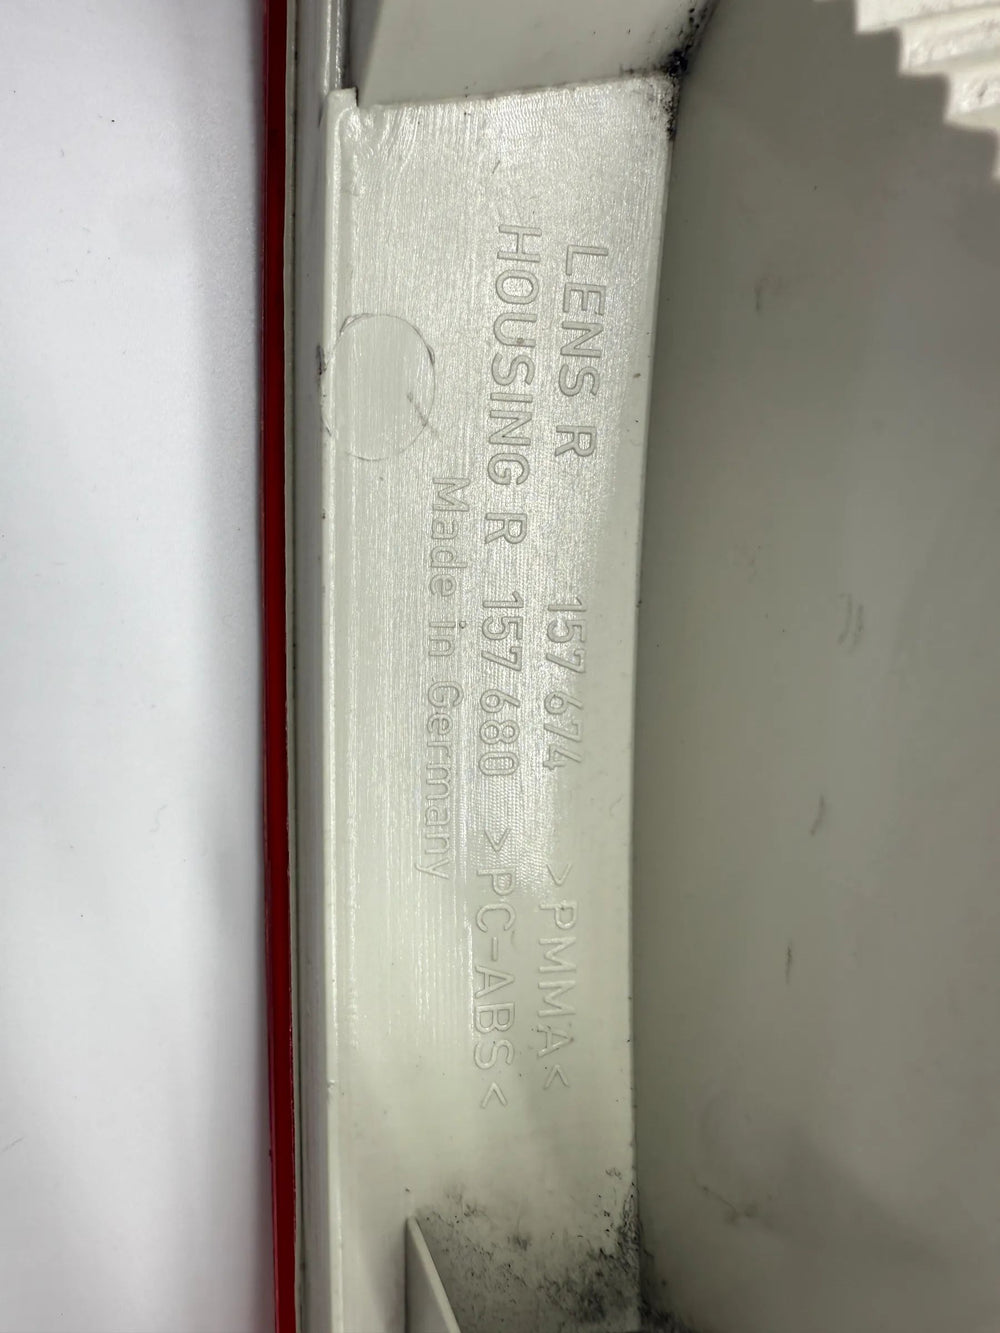 LENS R 157 674 >PMMA<
HOUSING R 157 680 >PC-ABS<
Made in Germany